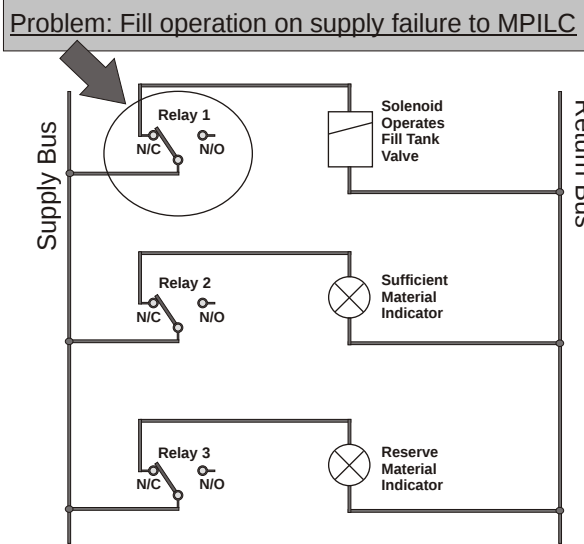 Problem: Fill operation on supply failure to MPILC
Supply Bus
Return Bus
Relay 1
N/C
N/O
Solenoid
Operates
Fill Tank
Valve
Relay 2
N/C
N/O
Sufficient
Material
Indicator
Relay 3
N/C
N/O
Reserve
Material
Indicator